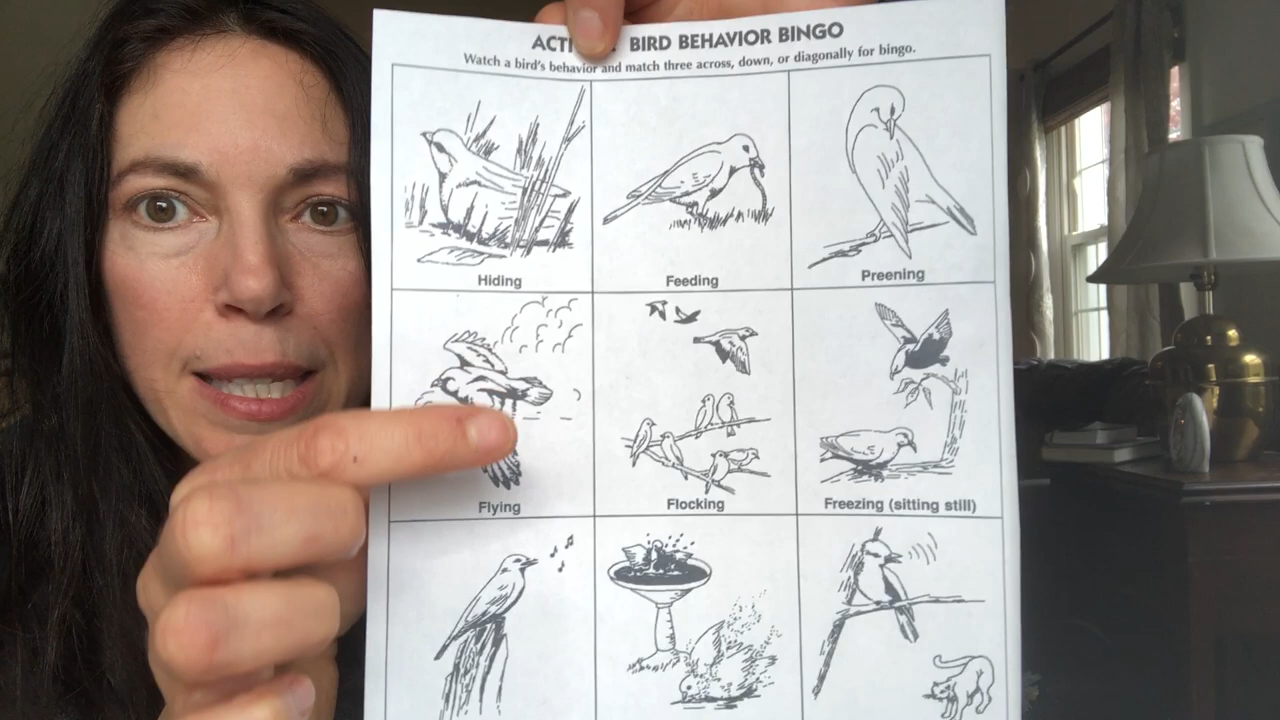 BIRD BEHAVIOR BINGO
Watch a bird's behavior and match three across, down, or diagonally for bingo.
Hiding
Feeding
Preening
Flying
Flocking
Freezing (sitting still)